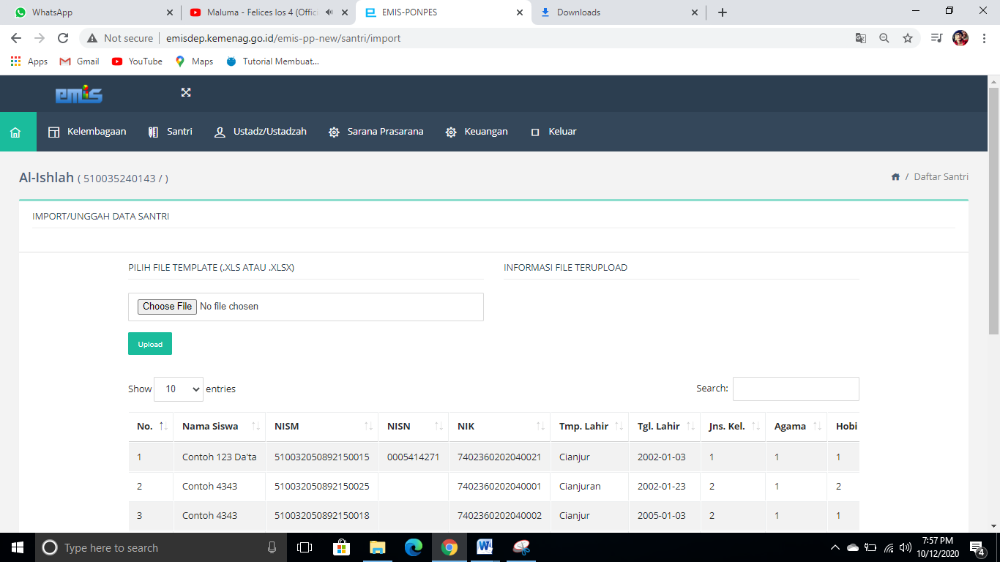 WhatsApp
Maluma - Felices los 4 (Offici
EMIS-PONPES
Downloads
Not secure
emisdep.kemenag.go.id/emis-pp-new/santri/import
Apps
Gmail
YouTube
Maps
Tutorial Membuat...
emis
Kelembagaan
Santri
Ustadz/Ustadzah
Sarana Prasarana
Keuangan
Keluar
Al-Ishlah ( 510035240143 / )
/ Daftar Santri
IMPORT/UNGGAH DATA SANTRI
PILIH FILE TEMPLATE (.XLS ATAU .XLSX)
INFORMASI FILE TERUPLOAD
Choose File No file chosen
Upload
Show 10 entries
Search:
No. Nama Siswa NISM NISN NIK Tmp. Lahir Tgl. Lahir Jns. Kel. Agama Hobi
1 Contoh 123 Da'ta 510032050892150015 0005414271 7402360202040021 Cianjur 2002-01-03 1 1 1
2 Contoh 4343 510032050892150025 7402360202040001 Cianjuran 2002-01-23 2 1 2
3 Contoh 4343 510032050892150018 7402360202040002 Cianjur 2005-01-03 2 1 1
Type here to search
7:57 PM
10/12/2020
4